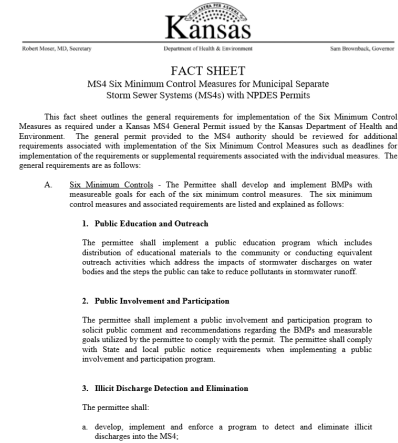 AD ASTRA PER ASPERA
Kansas
Robert Moser, MD, Secretary
Department of Health & Environment
Sam Brownback, Governor
FACT SHEET
MS4 Six Minimum Control Measures for Municipal Separate
Storm Sewer Systems (MS4s) with NPDES Permits
This fact sheet outlines the general requirements for implementation of the Six Minimum Control
Measures as required under a Kansas MS4 General Permit issued by the Kansas Department of Health and
Environment. The general permit provided to the MS4 authority should be reviewed for additional
requirements associated with implementation of the Six Minimum Control Measures such as deadlines for
implementation of the requirements or supplemental requirements associated with the individual measures. The
general requirements are as follows:
A. Six Minimum Controls - The Permittee shall develop and implement BMPs with
measureable goals for each of the six minimum control measures. The six minimum
control measures and associated requirements are listed and explained as follows:
1. Public Education and Outreach
The permittee shall implement a public education program which includes
distribution of educational materials to the community or conducting equivalent
outreach activities which address the impacts of stormwater discharges on water
bodies and the steps the public can take to reduce pollutants in stormwater runoff.
2. Public Involvement and Participation
The permittee shall implement a public involvement and participation program to
solicit public comment and recommendations regarding the BMPs and measurable
goals utilized by the permittee to comply with the permit. The permittee shall comply
with State and local public notice requirements when implementing a public
involvement and participation program.
3. Illicit Discharge Detection and Elimination
The permittee shall:
a. develop, implement and enforce a program to detect and eliminate illicit
discharges into the MS4;